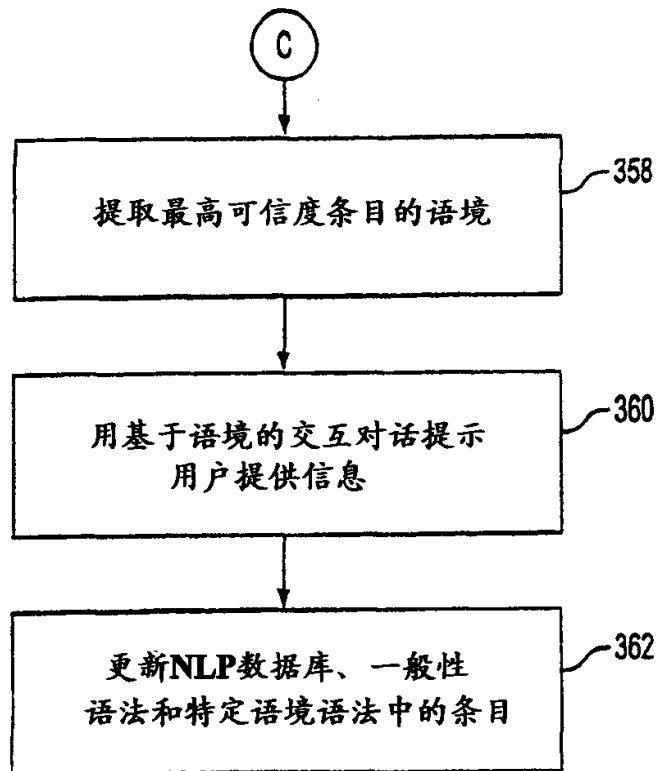 C
提取最高可信度条目的语境
358
用基于语境的交互对话提示
用户提供信息
360
更新NLP数据库、一般性
语法和特定语境语法中的条目
362